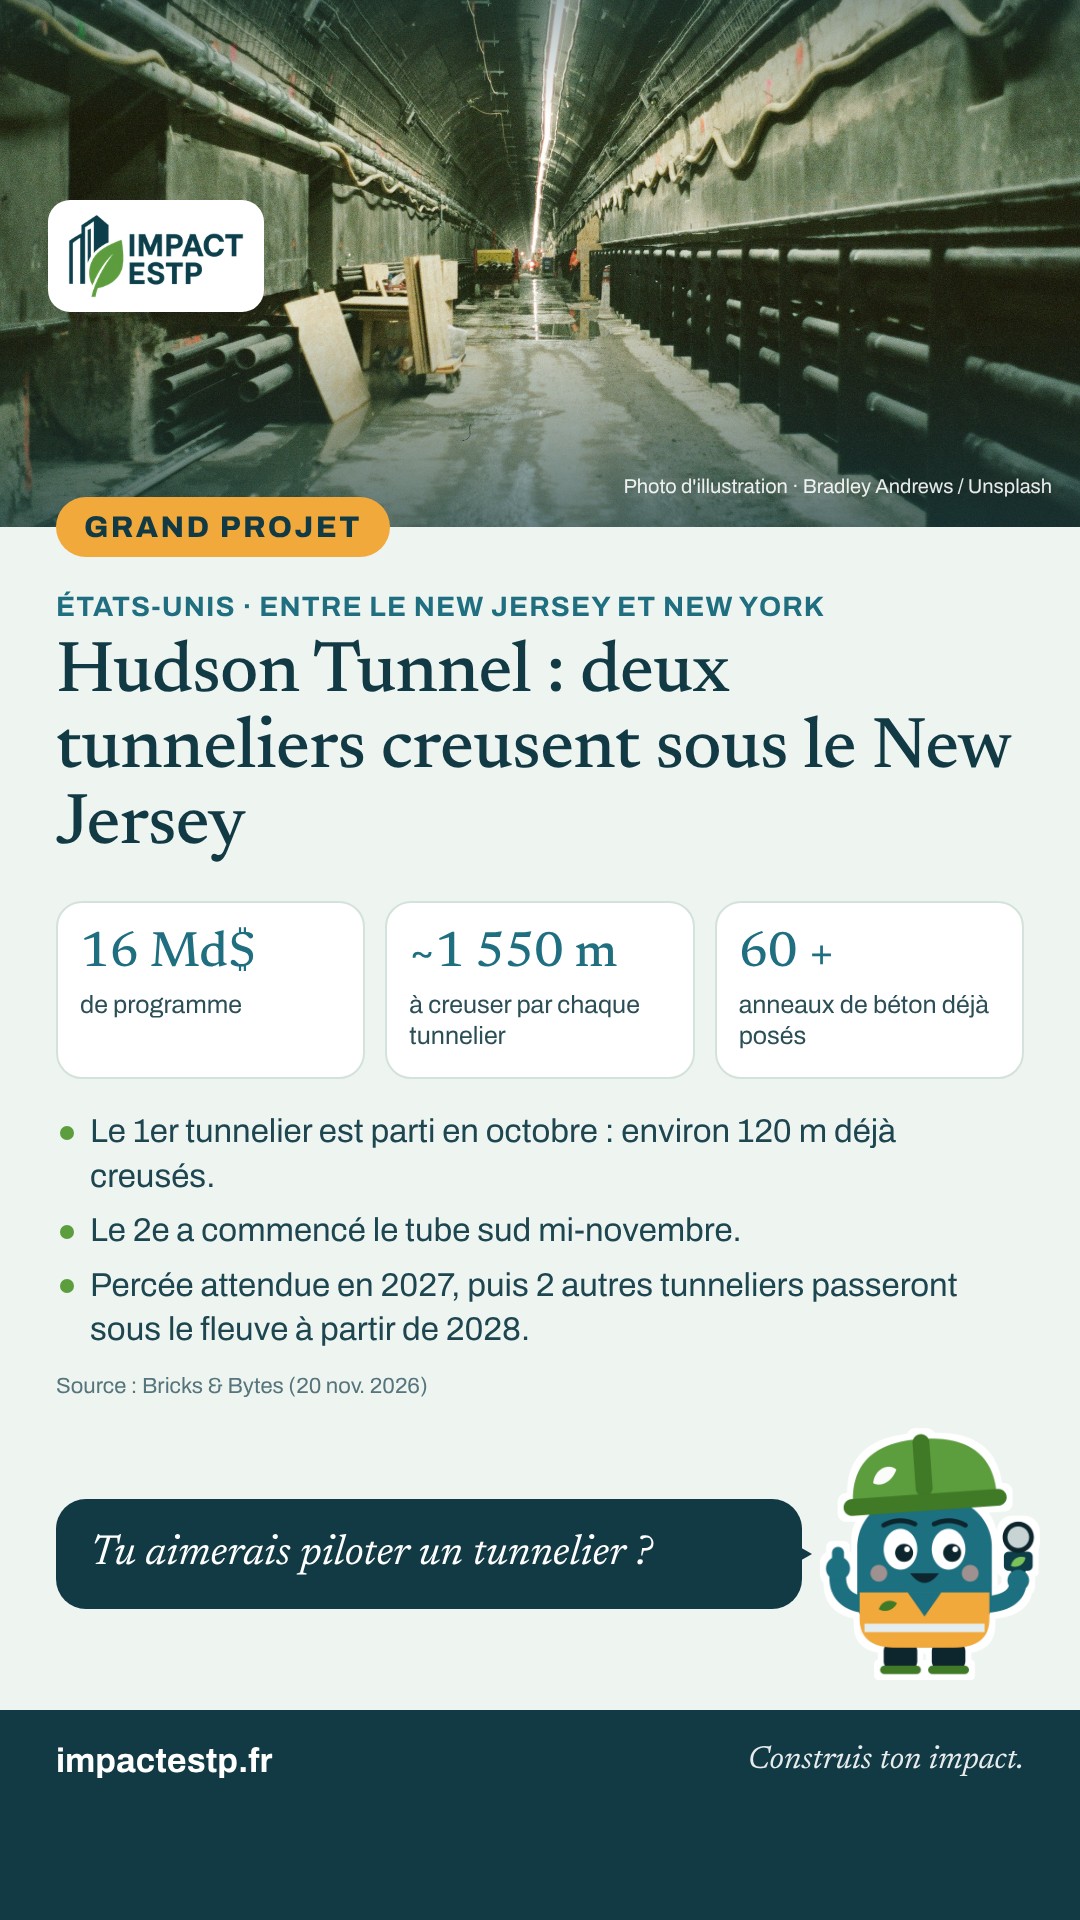 IMPACT
ESTP
Photo d'illustration · Bradley Andrews / Unsplash
GRAND PROJET
ÉTATS-UNIS · ENTRE LE NEW JERSEY ET NEW YORK
Hudson Tunnel : deux
tunneliers creusent sous le New
Jersey
16 Md$
de programme
~1 550 m
à creuser par chaque
tunnelier
60 +
anneaux de béton déjà
posés
Le 1er tunnelier est parti en octobre : environ 120 m déjà
creusés.
Le 2e a commencé le tube sud mi-novembre.
Percée attendue en 2027, puis 2 autres tunneliers passeront
sous le fleuve à partir de 2028.
Source : Bricks & Bytes (20 nov. 2026)
Tu aimerais piloter un tunnelier ?
impactestp.fr
Construis ton impact.